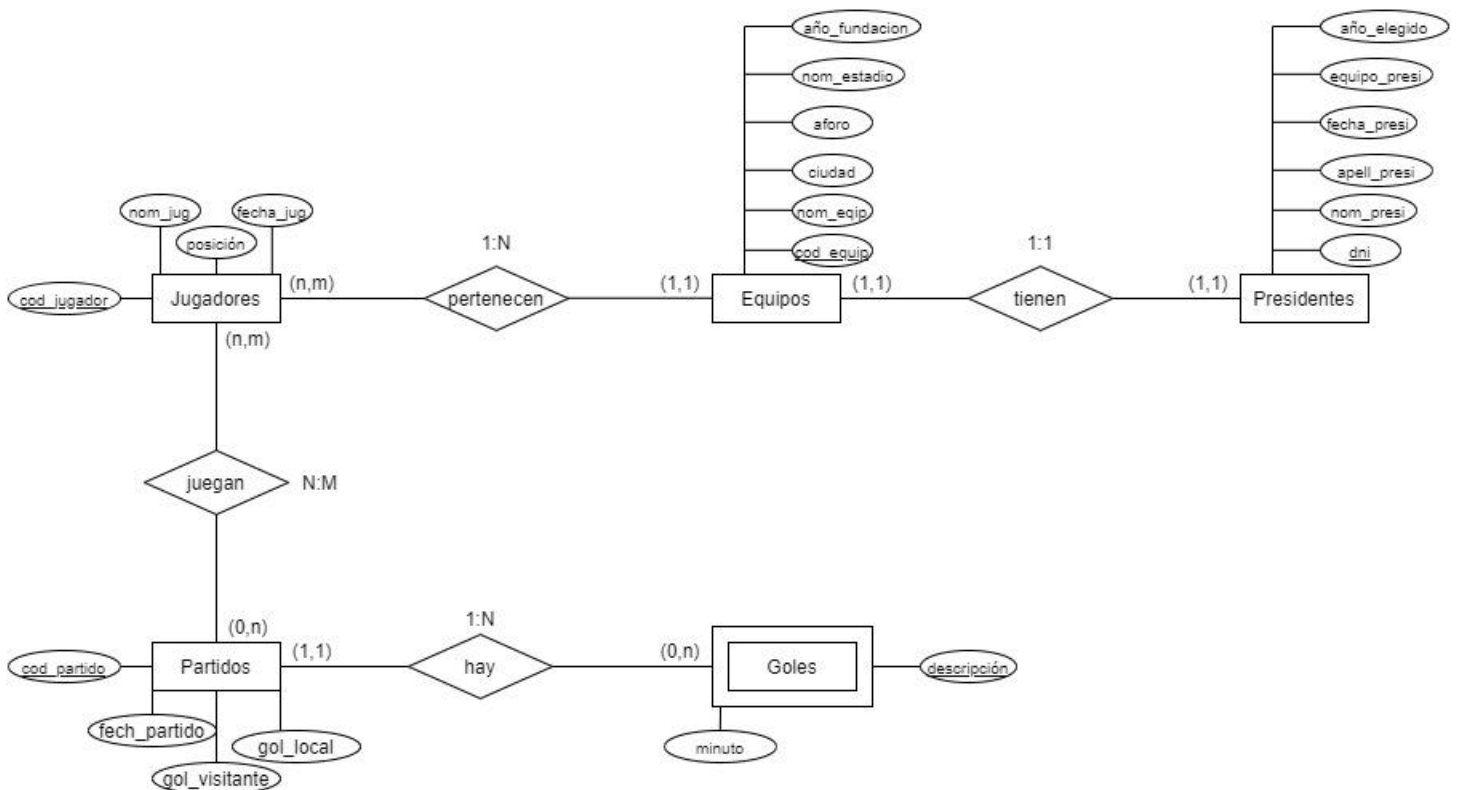 año_fundacion
año_elegido
nom_estadio
equipo_presi
aforo
fecha_presi
ciudad
apell_presi
nom_jug
fecha_jug
nom_eqip
nom_presi
posición
1:N
cod_equip
1:1
dni
cod_jugador
Jugadores
(n,m)
pertenecen
(1,1)
Equipos
(1,1)
tienen
(1,1)
Presidentes
(n,m)
juegan
N:M
(0,n)
1:N
cod_partido
Partidos
(1,1)
hay
(0,n)
Goles
descripción
fech_partido
gol_local
minuto
gol_visitante